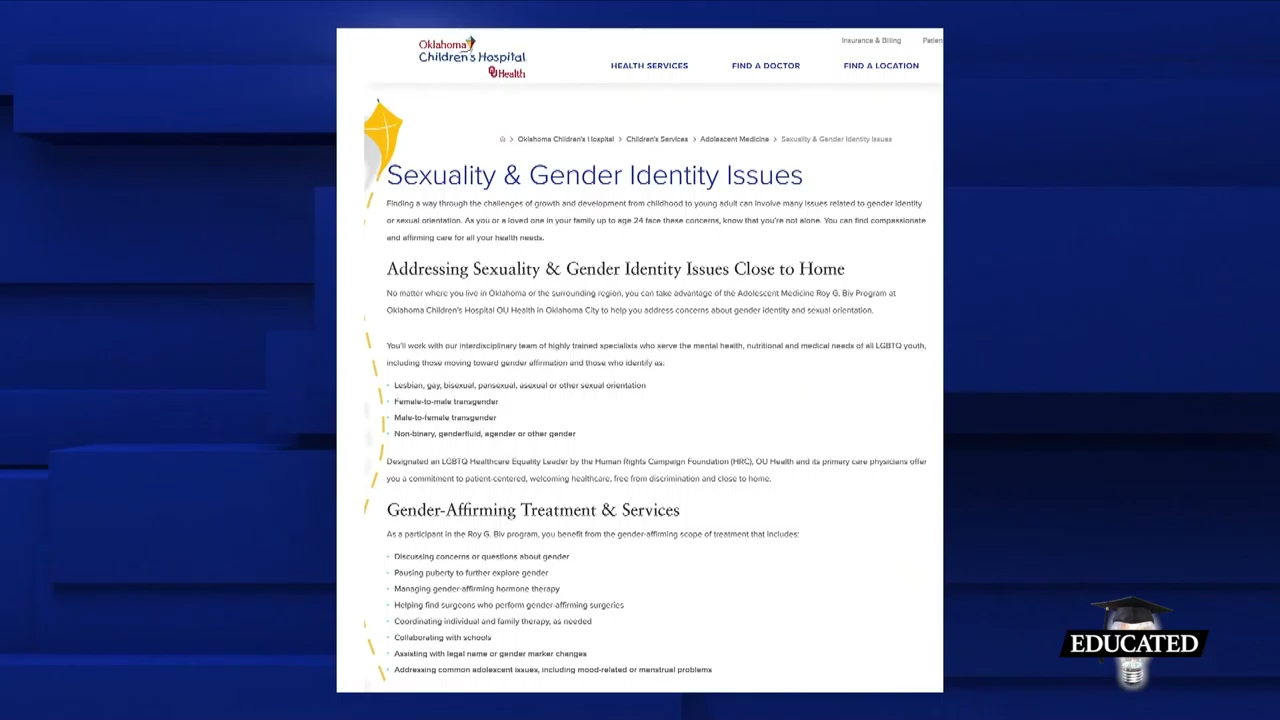 Oklahoma
Children's Hospital
OU Health
Insurance & Billing
Patien
HEALTH SERVICES
FIND A DOCTOR
FIND A LOCATION
> Oklahoma Children's Hospital > Children's Services > Adolescent Medicine > Sexuality & Gender Identity Issues
Sexuality & Gender Identity Issues
Finding a way through the challenges of growth and development from childhood to young adult can involve many issues related to gender identity
or sexual orientation. As you or a loved one in your family up to age 24 face these concerns, know that you're not alone. You can find compassionate
and affirming care for all your health needs.
Addressing Sexuality & Gender Identity Issues Close to Home
No matter where you live in Oklahoma or the surrounding region, you can take advantage of the Adolescent Medicine Roy G. Biv Program at
Oklahoma Children's Hospital OU Health in Oklahoma City to help you address concerns about gender identity and sexual orientation.
You'll work with our interdisciplinary team of highly trained specialists who serve the mental health, nutritional and medical needs of all LGBTQ youth,
including those moving toward gender affirmation and those who identify as:
• Lesbian, gay, bisexual, pansexual, asexual or other sexual orientation
• Female-to-male transgender
• Male-to-female transgender
• Non-binary, genderfluid, agender or other gender
Designated an LGBTQ Healthcare Equality Leader by the Human Rights Campaign Foundation (HRC), OU Health and its primary care physicians offer
you a commitment to patient-centered, welcoming healthcare, free from discrimination and close to home.
Gender-Affirming Treatment & Services
As a participant in the Roy G. Biv program, you benefit from the gender-affirming scope of treatment that includes:
• Discussing concerns or questions about gender
• Pausing puberty to further explore gender
• Managing gender-affirming hormone therapy
• Helping find surgeons who perform gender-affirming surgeries
• Coordinating individual and family therapy, as needed
• Collaborating with schools
• Assisting with legal name or gender marker changes
• Addressing common adolescent issues, including mood-related or menstrual problems
EDUCATED